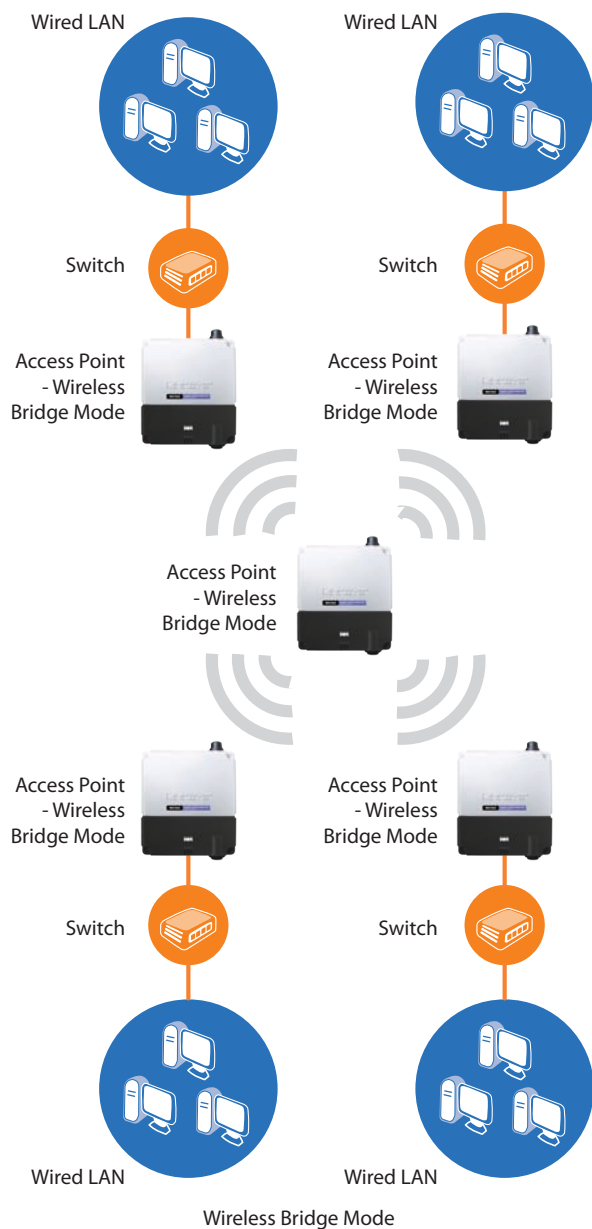 Wired LAN
Wired LAN
Switch
Switch
Access Point
- Wireless
Bridge Mode
Access Point
- Wireless
Bridge Mode
Access Point
- Wireless
Bridge Mode
Access Point
- Wireless
Bridge Mode
Access Point
- Wireless
Bridge Mode
Switch
Switch
Wired LAN
Wired LAN
Wireless Bridge Mode